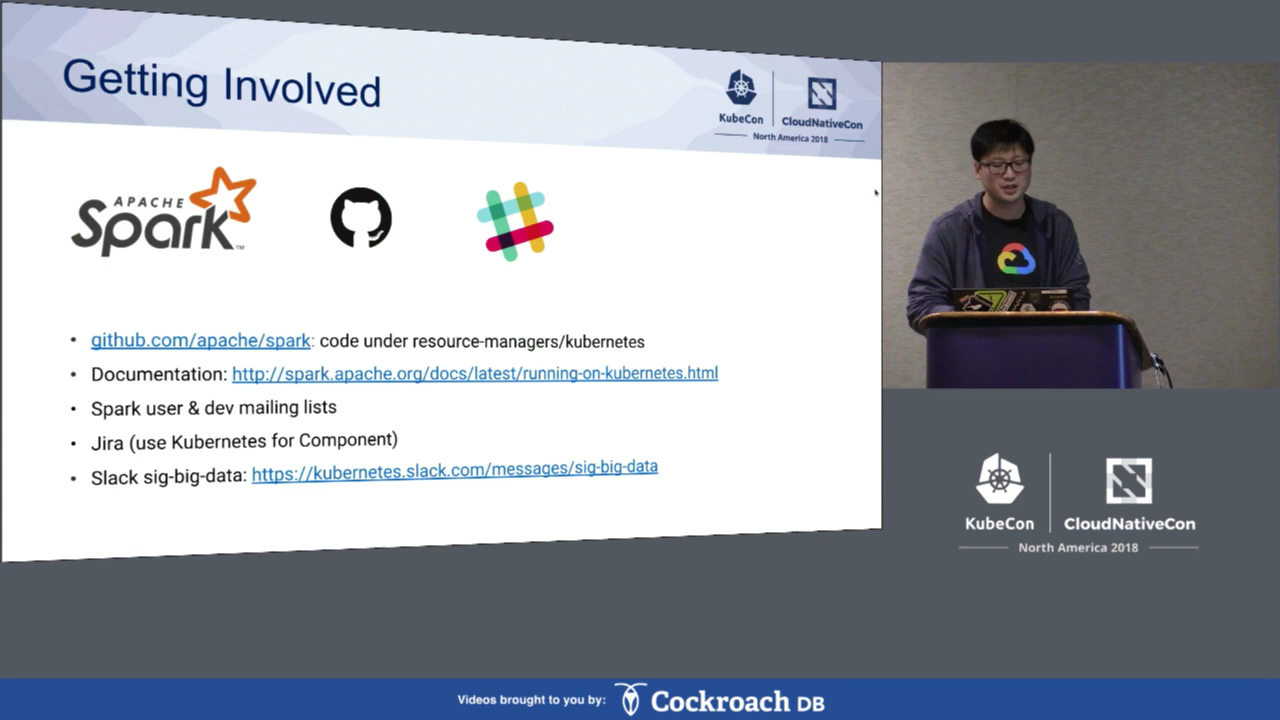 Getting Involved
KubeCon
CloudNativeCon
North America 2018
APACHE
Spark™
• github.com/apache/spark: code under resource-managers/kubernetes
• Documentation: http://spark.apache.org/docs/latest/running-on-kubernetes.html
• Spark user & dev mailing lists
• Jira (use Kubernetes for Component)
• Slack sig-big-data: https://kubernetes.slack.com/messages/sig-big-data
KubeCon
CloudNativeCon
North America 2018
Videos brought to you by: Cockroach DB